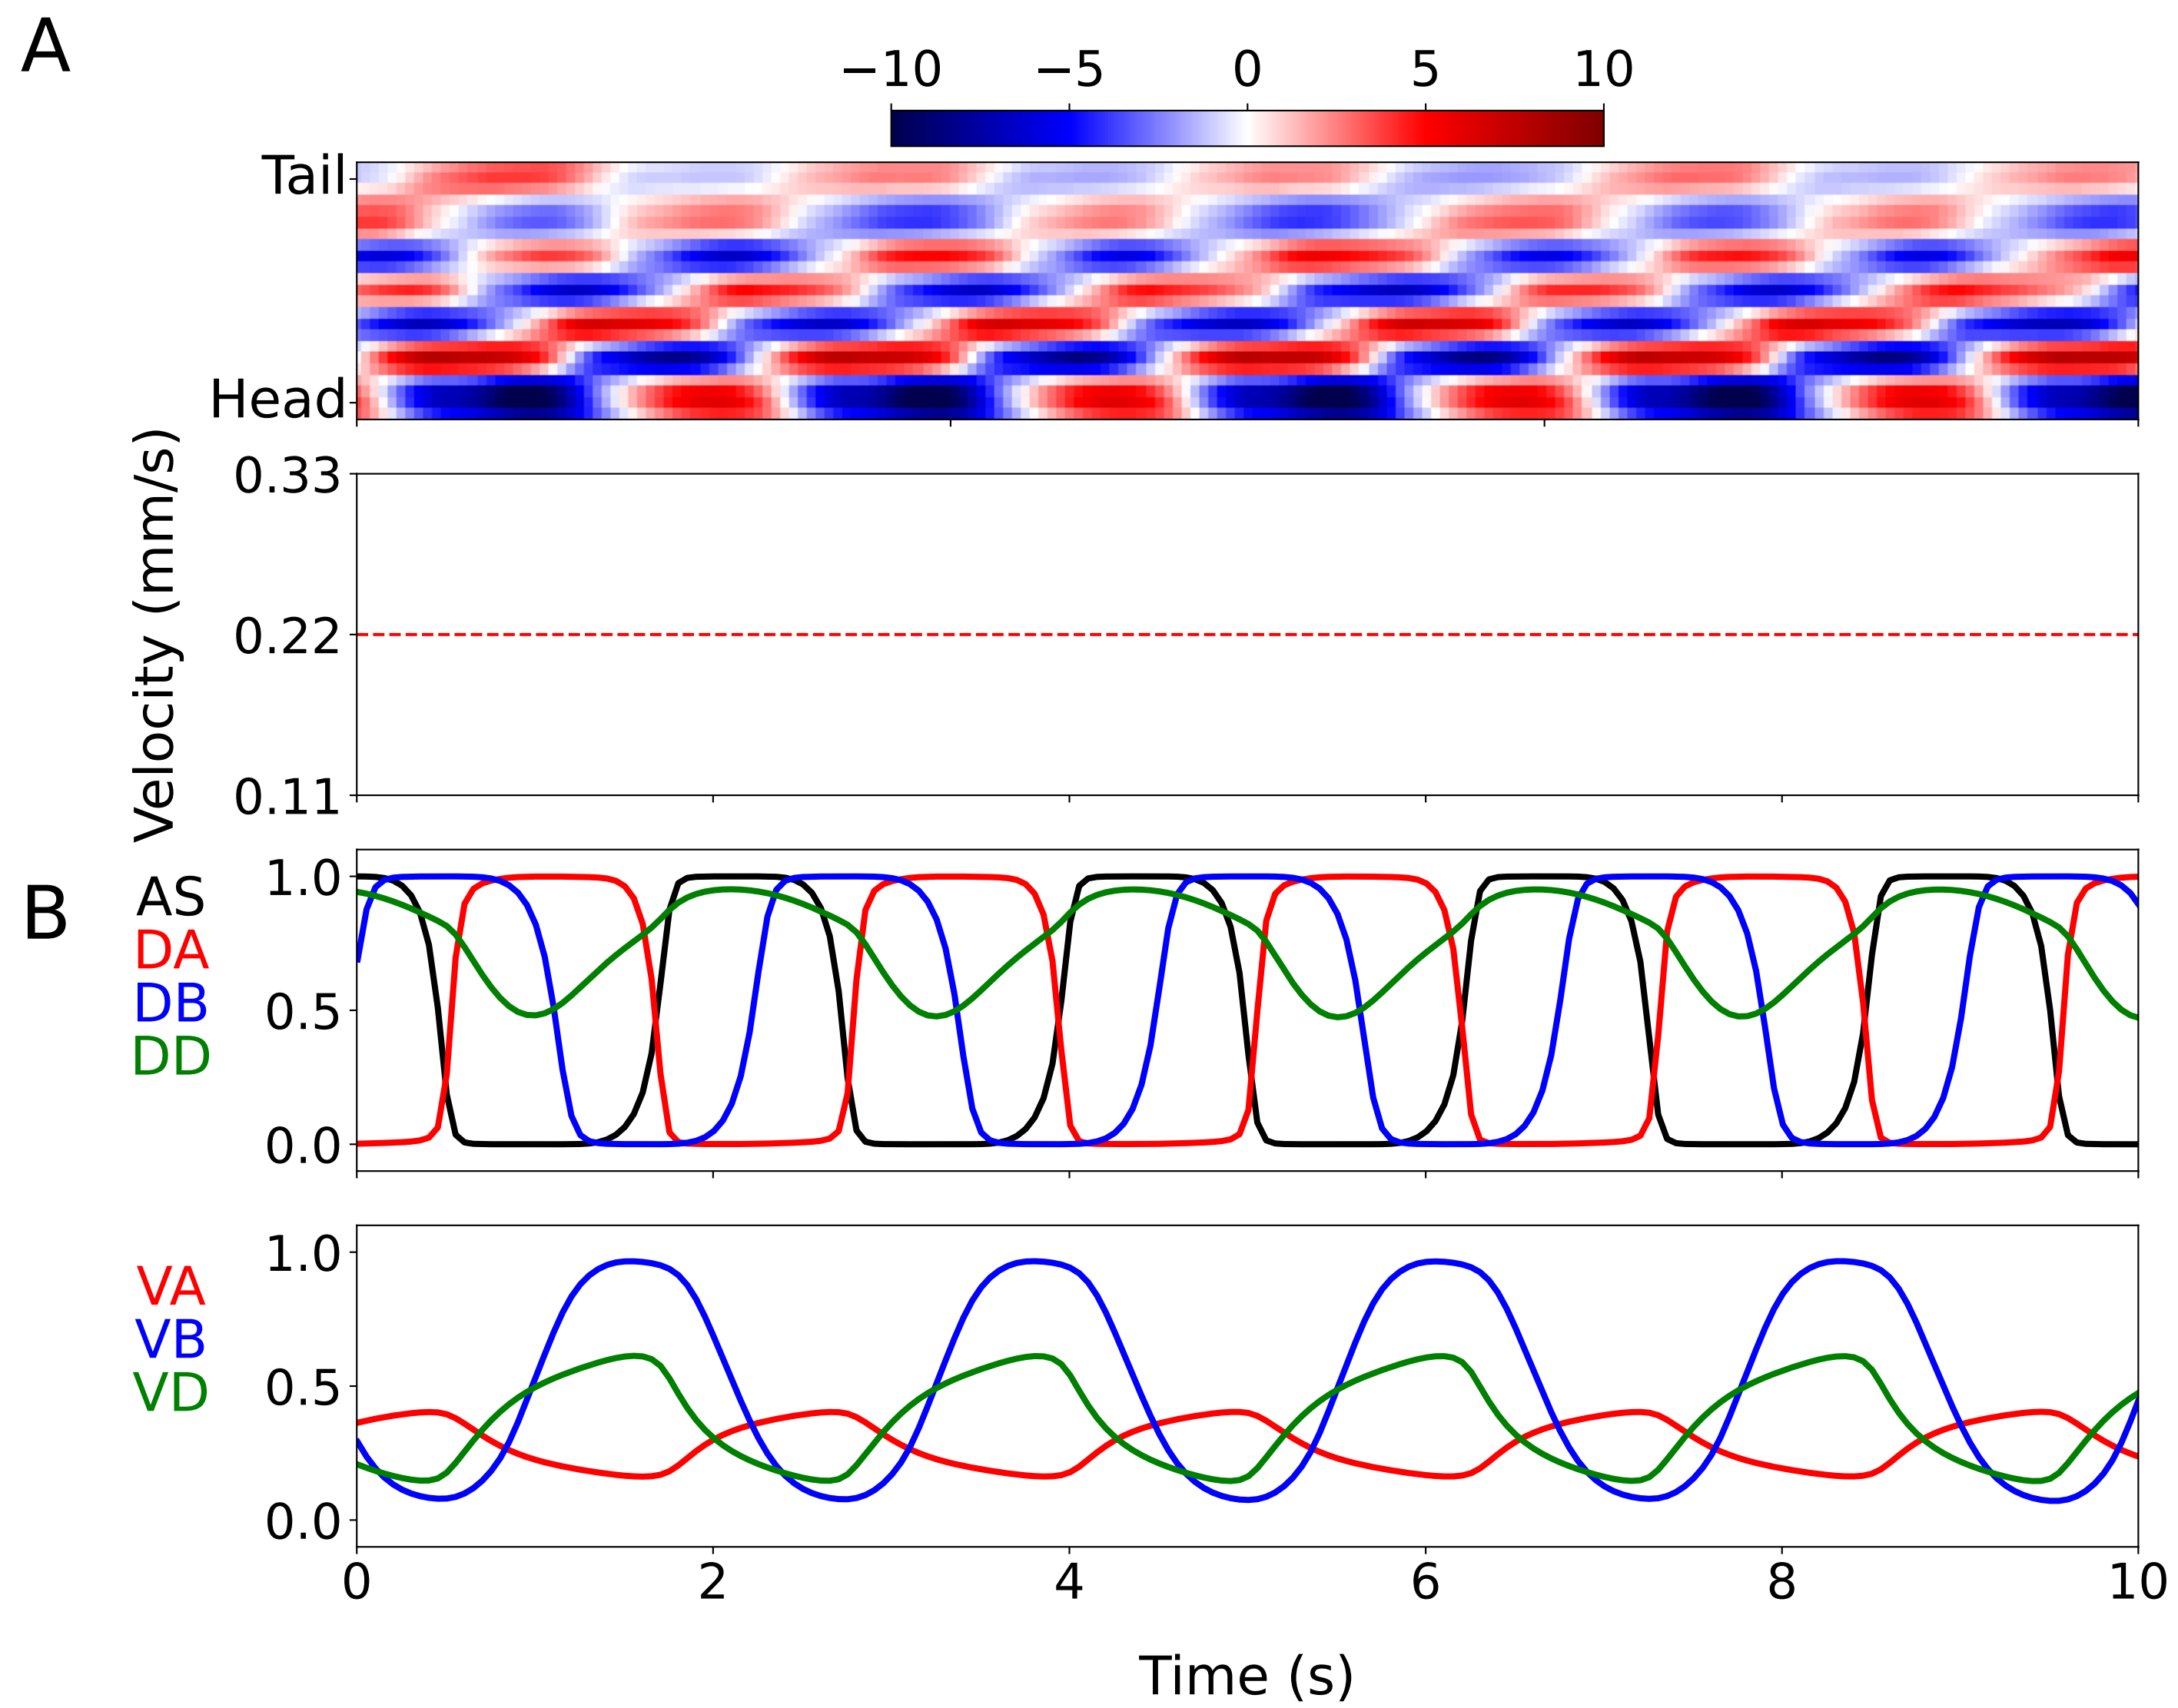 A
−10 −5 0 5 10
Tail
Head
Velocity (mm/s)
0.33
0.22
0.11
B
AS
DA
DB
DD
1.0
0.5
0.0
VA
VB
VD
1.0
0.5
0.0
0 2 4 6 8 10
Time (s)